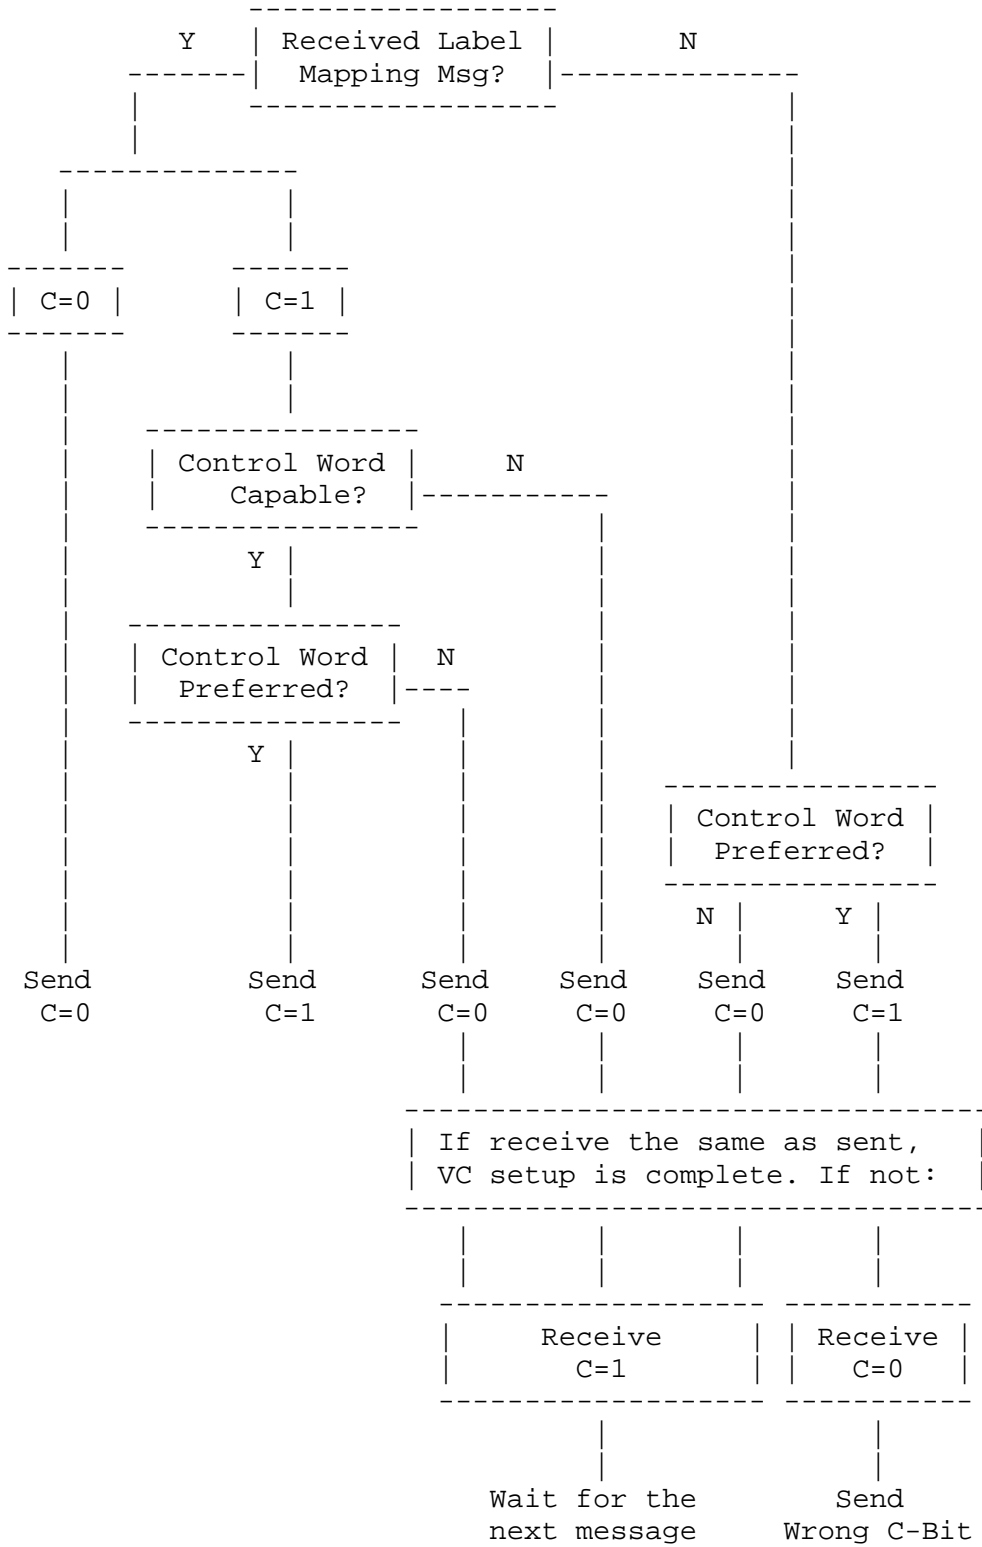 Y Received Label N
Mapping Msg?
C=0 C=1
Control Word N
Capable?
Y
Control Word N
Preferred?
Y
Control Word
Preferred?
N Y
Send Send Send Send Send Send
C=0 C=1 C=0 C=0 C=0 C=1
If receive the same as sent,
VC setup is complete. If not:
Receive Receive
C=1 C=0
Wait for the Send
next message Wrong C-Bit